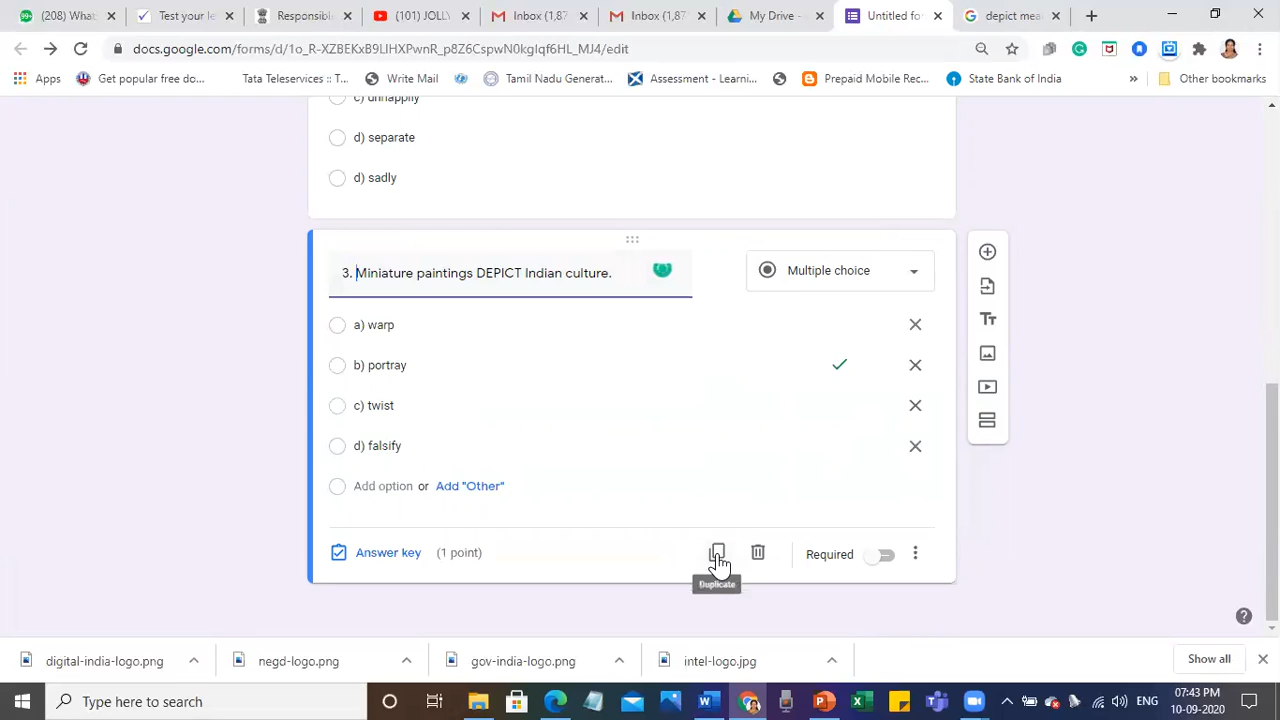 (208) Whats
Test your le
Responsibl
(101) JOLLY
Inbox (1,87
Inbox (1,87
My Drive -
Untitled fo
depict mea
docs.google.com/forms/d/1o_R-XZBEKxB9LIHXPwnR_p8Z6CspwN0kgIqf6HL_MJ4/edit
Apps
Get popular free do...
Tata Teleservices :: T...
Write Mail
Tamil Nadu Generat...
Assessment - Learni...
Prepaid Mobile Rec...
State Bank of India
»
Other bookmarks
c) unhappily
d) separate
d) sadly
3. Miniature paintings DEPICT Indian culture.
Multiple choice
a) warp
b) portray
c) twist
d) falsify
Add option or Add "Other"
Answer key (1 point)
Required
Duplicate
digital-india-logo.png
negd-logo.png
gov-india-logo.png
intel-logo.jpg
Show all
Type here to search
ENG
07:43 PM
10-09-2020